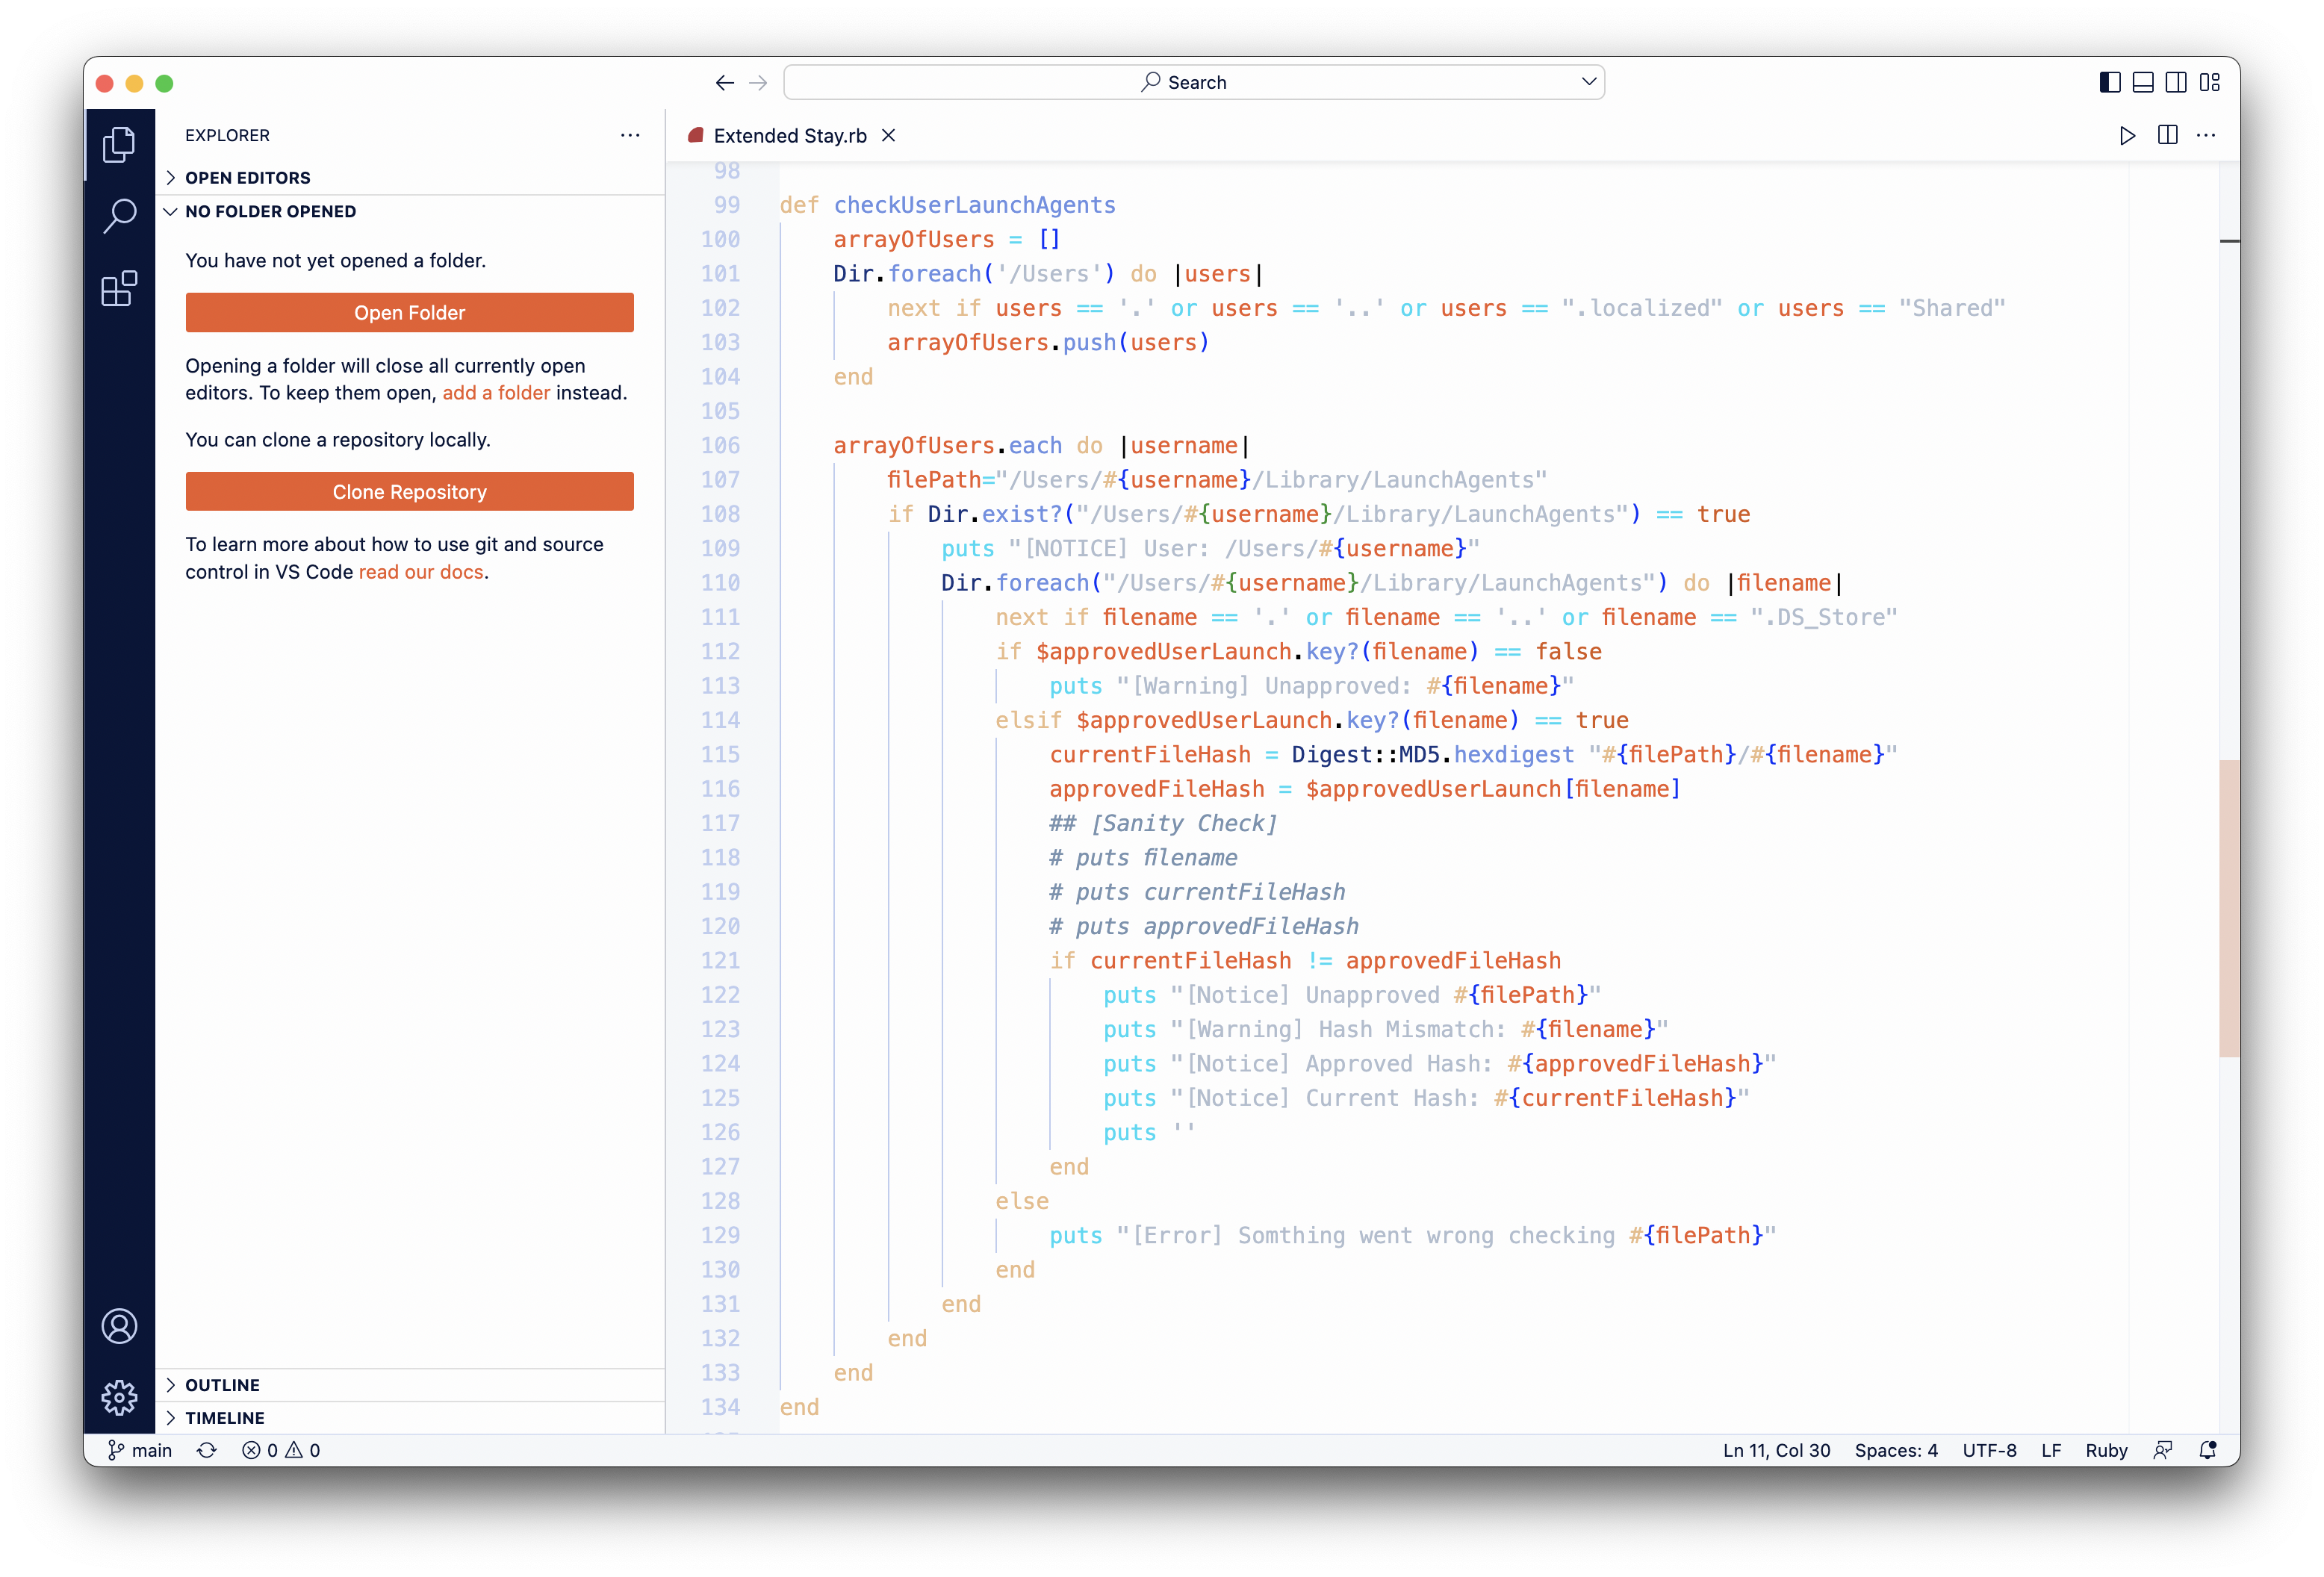 Search
EXPLORER
OPEN EDITORS
NO FOLDER OPENED
You have not yet opened a folder.
Open Folder
Opening a folder will close all currently open
editors. To keep them open, add a folder instead.
You can clone a repository locally.
Clone Repository
To learn more about how to use git and source
control in VS Code read our docs.
OUTLINE
TIMELINE
Extended Stay.rb
98
99 def checkUserLaunchAgents
100     arrayOfUsers = []
101     Dir.foreach('/Users') do |users|
102         next if users == '.' or users == '..' or users == ".localized" or users == "Shared"
103         arrayOfUsers.push(users)
104     end
105
106     arrayOfUsers.each do |username|
107         filePath="/Users/#{username}/Library/LaunchAgents"
108         if Dir.exist?("/Users/#{username}/Library/LaunchAgents") == true
109             puts "[NOTICE] User: /Users/#{username}"
110             Dir.foreach("/Users/#{username}/Library/LaunchAgents") do |filename|
111                 next if filename == '.' or filename == '..' or filename == ".DS_Store"
112                 if $approvedUserLaunch.key?(filename) == false
113                     puts "[Warning] Unapproved: #{filename}"
114                 elsif $approvedUserLaunch.key?(filename) == true
115                     currentFileHash = Digest::MD5.hexdigest "#{filePath}/#{filename}"
116                     approvedFileHash = $approvedUserLaunch[filename]
117                     ## [Sanity Check]
118                     # puts filename
119                     # puts currentFileHash
120                     # puts approvedFileHash
121                     if currentFileHash != approvedFileHash
122                         puts "[Notice] Unapproved #{filePath}"
123                         puts "[Warning] Hash Mismatch: #{filename}"
124                         puts "[Notice] Approved Hash: #{approvedFileHash}"
125                         puts "[Notice] Current Hash: #{currentFileHash}"
126                         puts ''
127                     end
128                 else
129                     puts "[Error] Somthing went wrong checking #{filePath}"
130                 end
131             end
132         end
133     end
134 end
main 0 0 Ln 11, Col 30 Spaces: 4 UTF-8 LF Ruby